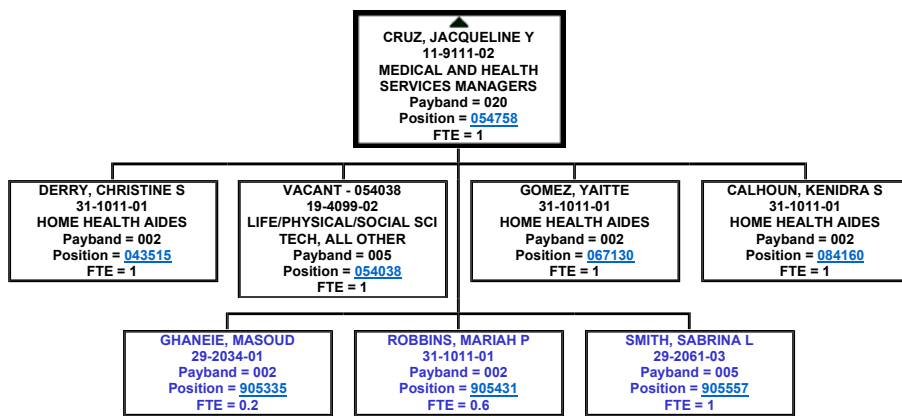 CRUZ, JACQUELINE Y
11-9111-02
MEDICAL AND HEALTH
SERVICES MANAGERS
Payband = 020
Position = 054758
FTE = 1
DERRY, CHRISTINE S
31-1011-01
HOME HEALTH AIDES
Payband = 002
Position = 043515
FTE = 1
VACANT - 054038
19-4099-02
LIFE/PHYSICAL/SOCIAL SCI
TECH, ALL OTHER
Payband = 005
Position = 054038
FTE = 1
GOMEZ, YAITTE
31-1011-01
HOME HEALTH AIDES
Payband = 002
Position = 067130
FTE = 1
CALHOUN, KENIDRA S
31-1011-01
HOME HEALTH AIDES
Payband = 002
Position = 084160
FTE = 1
GHANEIE, MASOUD
29-2034-01
Payband = 002
Position = 905335
FTE = 0.2
ROBBINS, MARIAH P
31-1011-01
Payband = 002
Position = 905431
FTE = 0.6
SMITH, SABRINA L
29-2061-03
Payband = 005
Position = 905557
FTE = 1